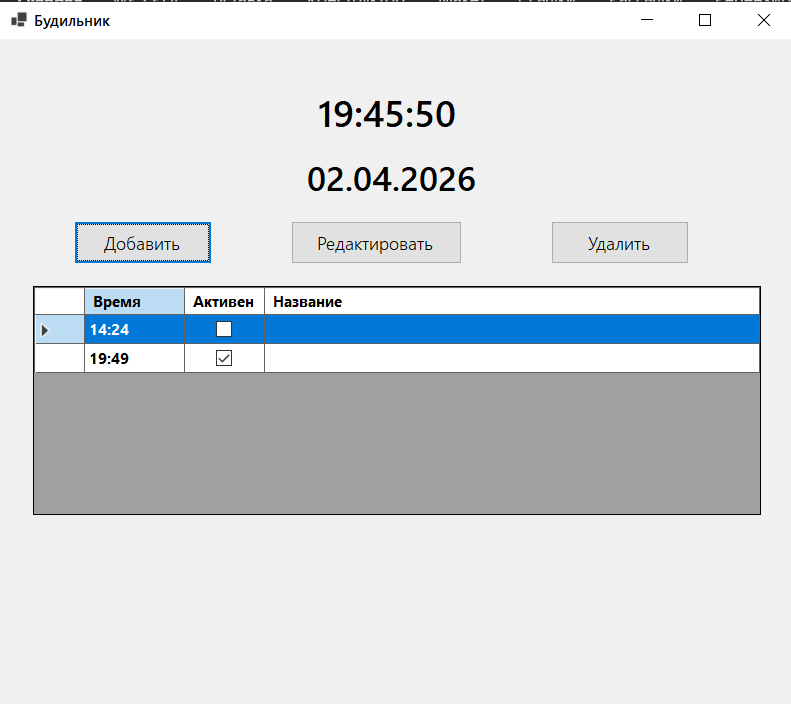 Будильник
19:45:50
02.04.2026
Добавить Редактировать Удалить
Время Активен Название
14:24
19:49